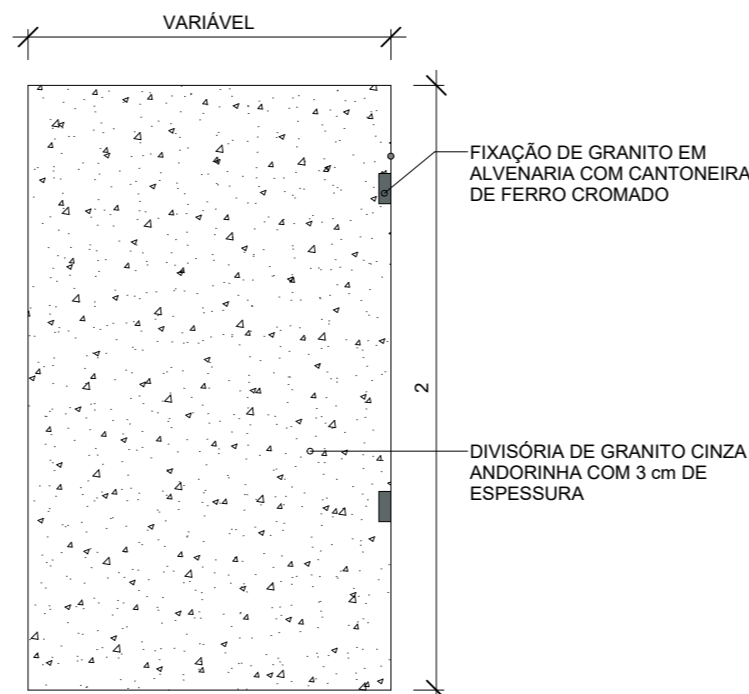 VARIÁVEL
FIXAÇÃO DE GRANITO EM
ALVENARIA COM CANTONEIRA
DE FERRO CROMADO
2
DIVISÓRIA DE GRANITO CINZA
ANDORINHA COM 3 cm DE
ESPESSURA